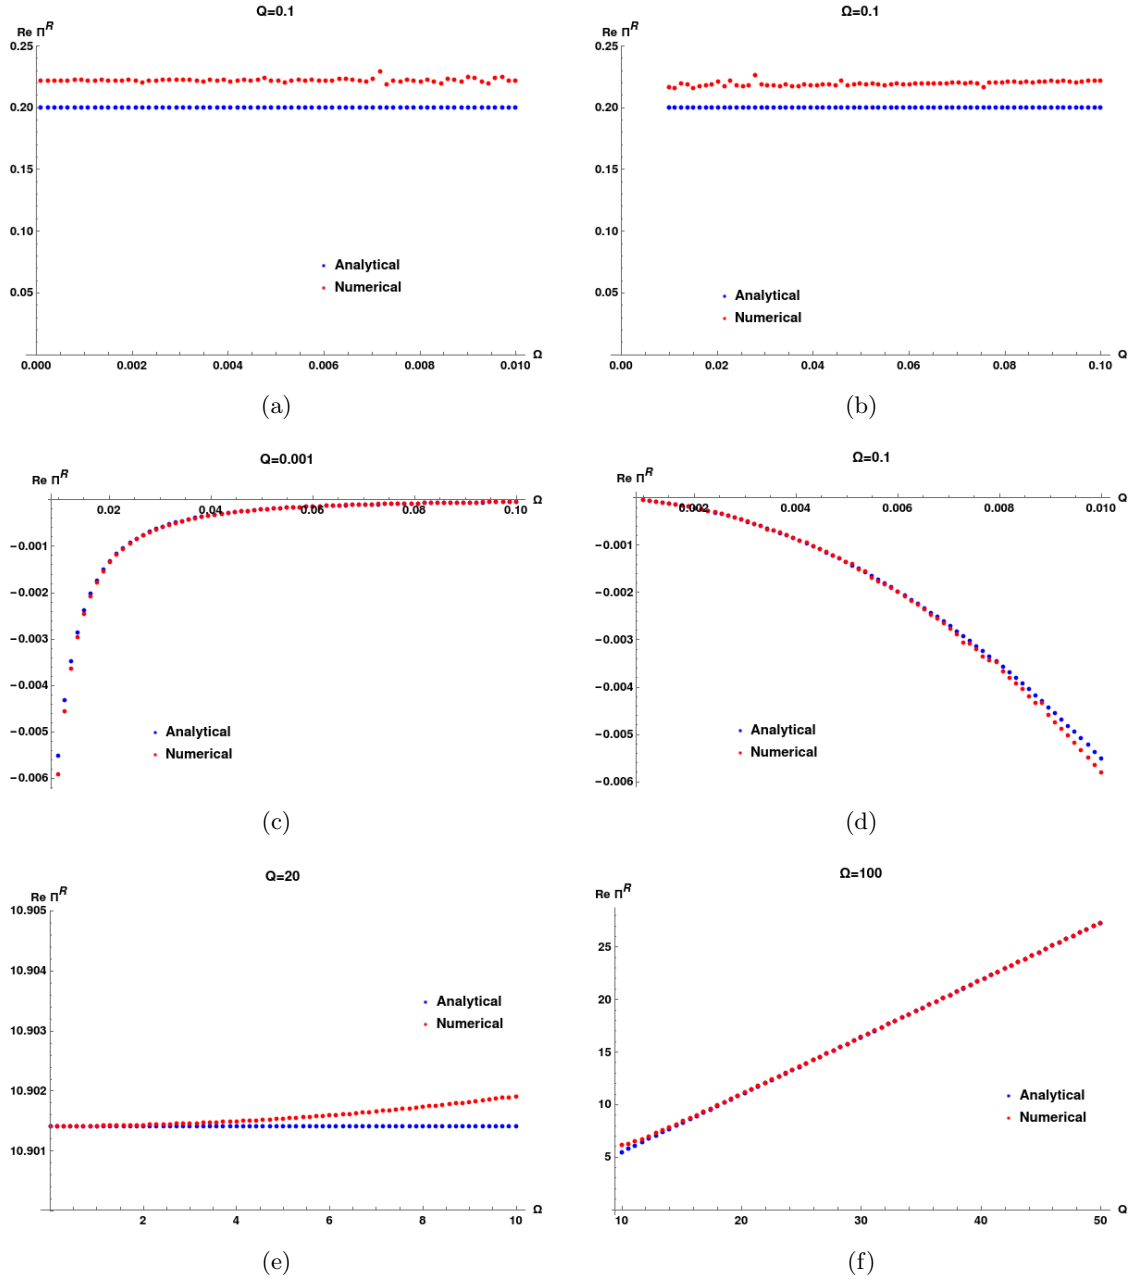 Q=0.1
Re Π^R
0.25
0.20
0.15
0.10
0.05
0.000 0.002 0.004 0.006 0.008 0.010 Ω
Analytical
Numerical
(a)
Ω=0.1
Re Π^R
0.25
0.20
0.15
0.10
0.05
0.00 0.02 0.04 0.06 0.08 0.10 Q
Analytical
Numerical
(b)
Q=0.001
Re Π^R
0.02 0.04 0.06 0.08 0.10 Ω
−0.001
−0.002
−0.003
−0.004
−0.005
−0.006
Analytical
Numerical
(c)
Ω=0.1
Re Π^R
0.002 0.004 0.006 0.008 0.010 Q
−0.001
−0.002
−0.003
−0.004
−0.005
−0.006
Analytical
Numerical
(d)
Q=20
Re Π^R
10.905
10.904
10.903
10.902
10.901
2 4 6 8 10 Ω
Analytical
Numerical
(e)
Ω=100
Re Π^R
25
20
15
10
5
10 20 30 40 50 Q
Analytical
Numerical
(f)